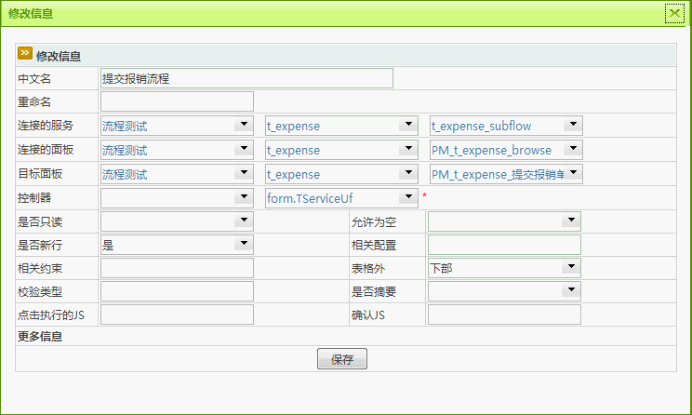 修改信息
修改信息
中文名 提交报销流程
重命名
连接的服务 流程测试 t_expense t_expense_subflow
连接的面板 流程测试 t_expense PM_t_expense_browse
目标面板 流程测试 t_expense PM_t_expense_提交报销单
控制器 form.TServiceUf *
是否只读 允许为空
是否新行 是 相关配置
相关约束 表格外 下部
校验类型 是否摘要
点击执行的JS 确认JS
更多信息
保存